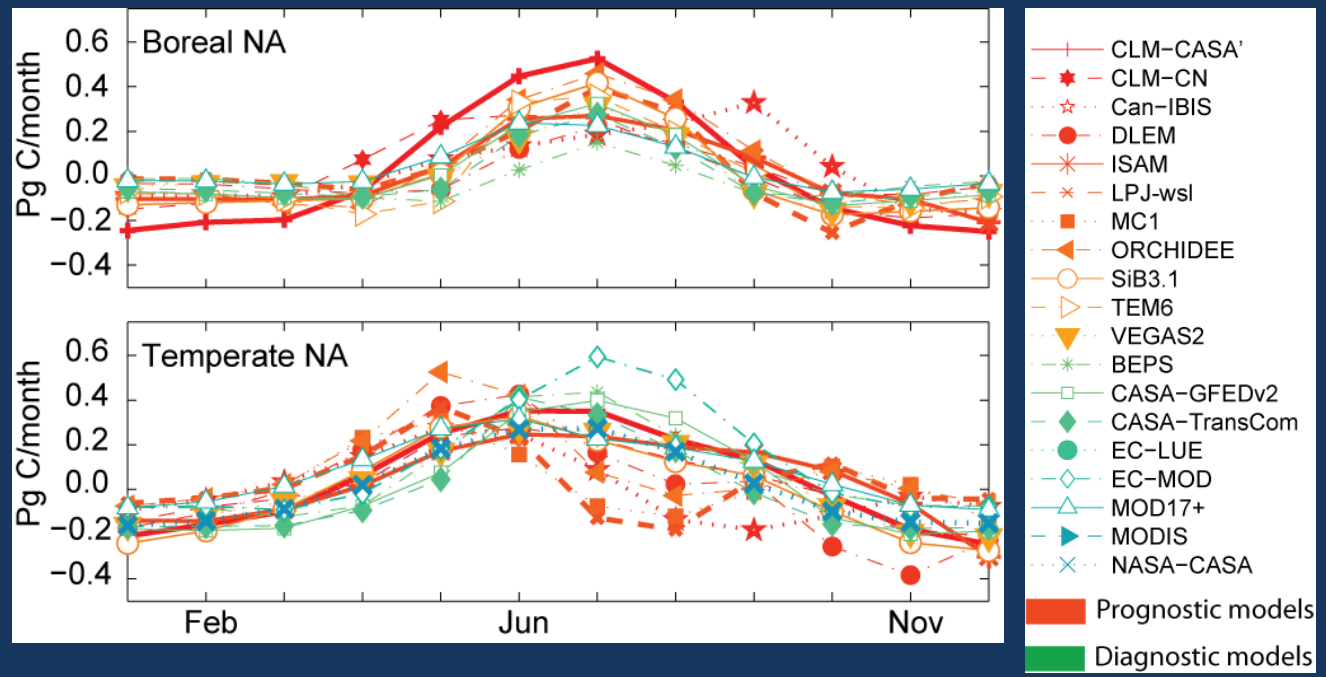 Boreal NA
Pg C/month
0.6
0.4
0.2
0.0
−0.2
−0.4
Temperate NA
Pg C/month
0.6
0.4
0.2
0.0
−0.2
−0.4
Feb Jun Nov
CLM−CASA'
CLM−CN
Can−IBIS
DLEM
ISAM
LPJ−wsl
MC1
ORCHIDEE
SiB3.1
TEM6
VEGAS2
BEPS
CASA−GFEDv2
CASA−TransCom
EC−LUE
EC−MOD
MOD17+
MODIS
NASA−CASA
Prognostic models
Diagnostic models